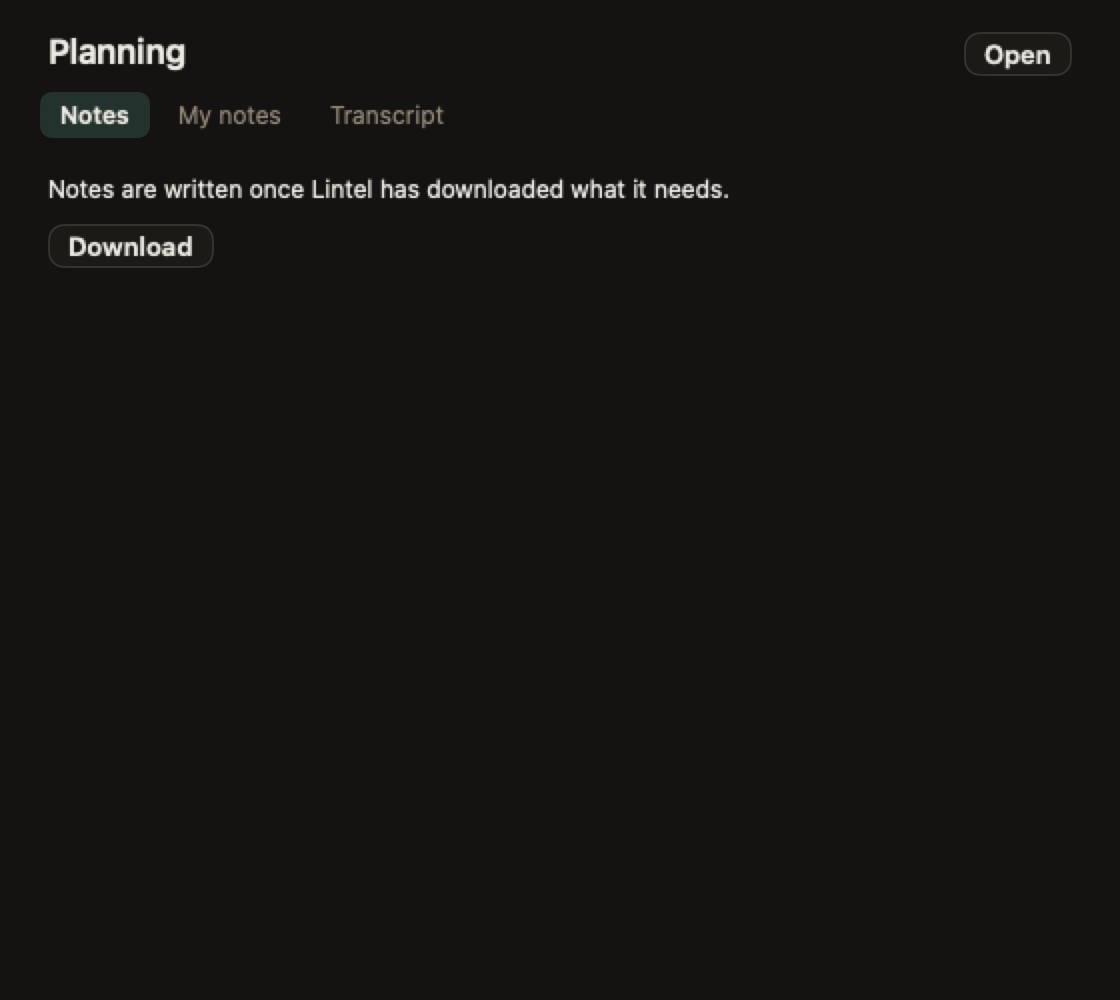 Planning
Open
Notes
My notes
Transcript
Notes are written once Lintel has downloaded what it needs.
Download